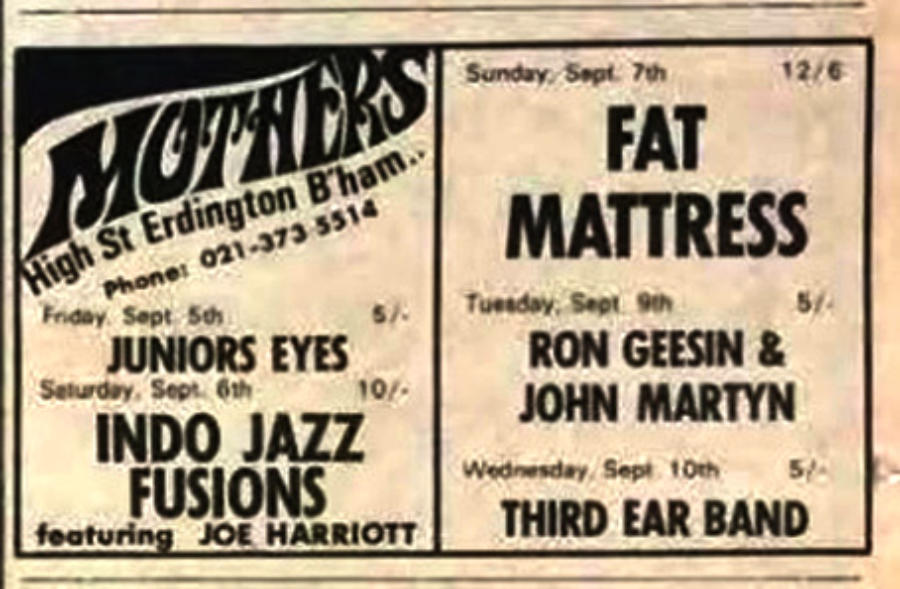 MOTHERS
High St Erdington B'ham..
Phone: 021-373 5514
Friday, Sept. 5th 5/-
JUNIORS EYES
Saturday, Sept. 6th 10/-
INDO JAZZ
FUSIONS
featuring JOE HARRIOTT
Sunday, Sept. 7th 12/6
FAT
MATTRESS
Tuesday, Sept. 9th 5/-
RON GEESIN &
JOHN MARTYN
Wednesday, Sept. 10th 5/-
THIRD EAR BAND